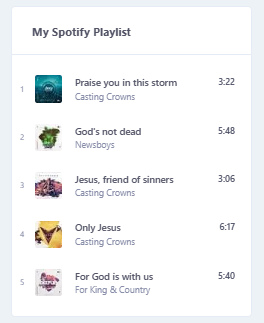 My Spotify Playlist
1
Praise you in this storm
3:22
Casting Crowns
2
God's not dead
5:48
Newsboys
3
Jesus, friend of sinners
3:06
Casting Crowns
4
Only Jesus
6:17
Casting Crowns
5
For God is with us
5:40
For King & Country